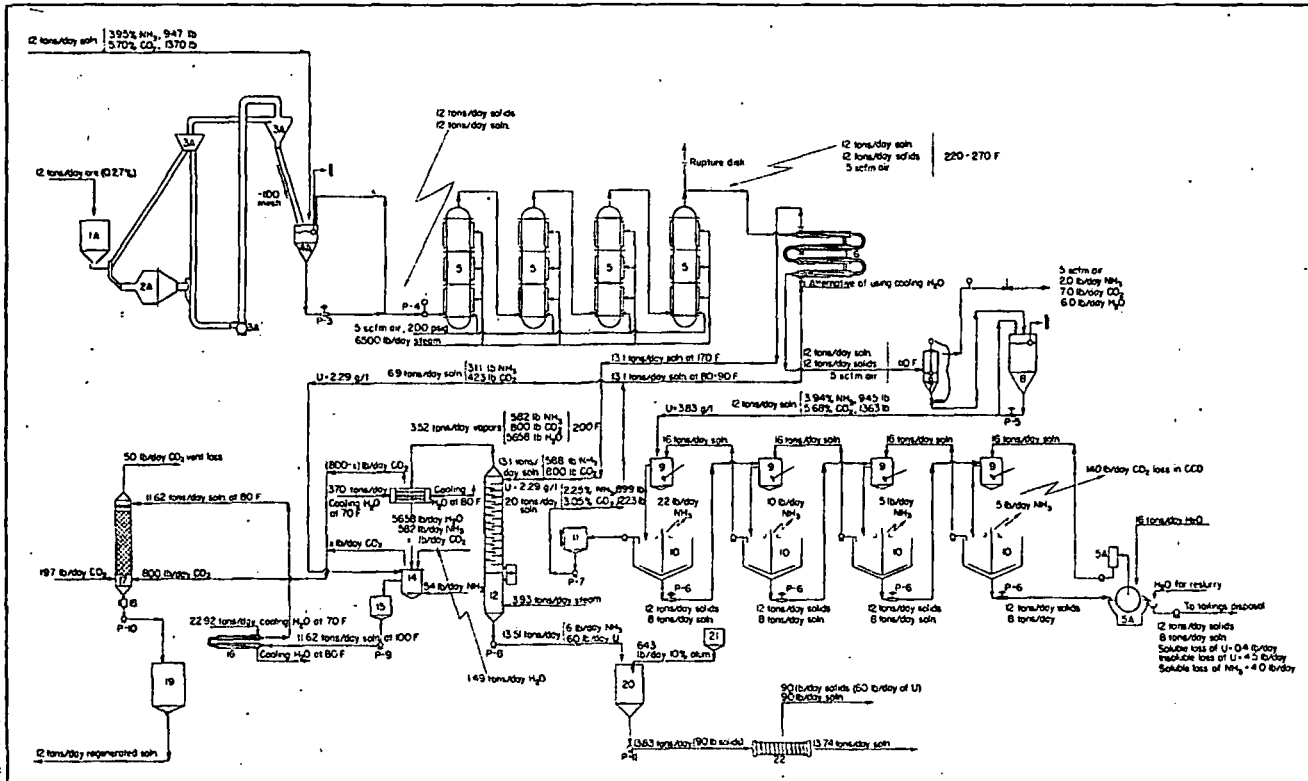 12 tons/day soln
3.95% NH3, 947 lb
5.70% CO2, 1370 lb
12 tons/day ore (0.27%)
1A
2A
3A
3A
3A
-100
mesh
P-3
P-4
12 tons/day solids
12 tons/day soln.
5
5
5
5
5 scfm air, 200 psig
6500 lb/day steam
Rupture disk
12 tons/day soln
12 tons/day solids
5 scfm air
220-270 F
6
Alternative of using cooling H2O
5 scfm air
2.0 lb/day NH3
7.0 lb/day CO2
6.0 lb/day H2O
12 tons/day soln
12 tons/day solids
5 scfm air
8
P-5
13.1 tons/day soln at 170 F
13.1 tons/day soln at 80-90 F
U = 2.29 g/l
6.9 tons/day soln
311 lb NH3
423 lb CO2
U = 3.83 g/l
12 tons/day soln
3.94% NH3, 945 lb
5.68% CO2, 1363 lb
3.52 tons/day vapors
582 lb NH3
800 lb CO2
5658 lb H2O
200 F
13.1 tons/
day soln
588 lb NH3
800 lb CO2
U = 2.29 g/l
20 tons/day
soln
2.25% NH3, 899 lb
3.05% CO2, 1223 lb
16 tons/day soln
16 tons/day soln
16 tons/day soln
16 tons/day soln
9
9
9
9
22 lb/day
NH3
10 lb/day
NH3
5 lb/day
NH3
5 lb/day
NH3
140 lb/day CO2 loss in CCD
10
10
10
10
11
P-7
P-6
P-6
P-6
P-6
12 tons/day solids
8 tons/day soln
12 tons/day solids
8 tons/day soln
12 tons/day solids
8 tons/day soln
12 tons/day solids
8 tons/day
16 tons/day H2O
5A
5A
H2O for reslurry
To tailings disposal
12 tons/day solids
8 tons/day soln
Soluble loss of U = 0.4 lb/day
Insoluble loss of U = 4.5 lb/day
Soluble loss of NH3 = 4.0 lb/day
50 lb/day CO2 vent loss
11.62 tons/day soln at 80 F
197 lb/day CO2
800 lb/day CO2
17
18
P-10
19
12 tons/day regenerated soln
(800-x) lb/day CO2
370 tons/day
Cooling H2O
at 70 F
Cooling
H2O at 80 F
5658 lb/day H2O
582 lb/day NH3
lb/day CO2
x lb/day CO2
14
54 lb/day NH3
15
P-9
22.92 tons/day cooling H2O at 70 F
11.62 tons/day soln at 100 F
16
Cooling H2O at 80 F
12
3.93 tons/day steam
P-8
13.51 tons/day
6 lb/day NH3
60 lb/day U
1.49 tons/day H2O
643
lb/day 10% alum
21
20
P-11
13.83 tons/day (90 lb solids)
22
90 lb/day solids (60 lb/day of U)
90 lb/day soln
13.74 tons/day soln